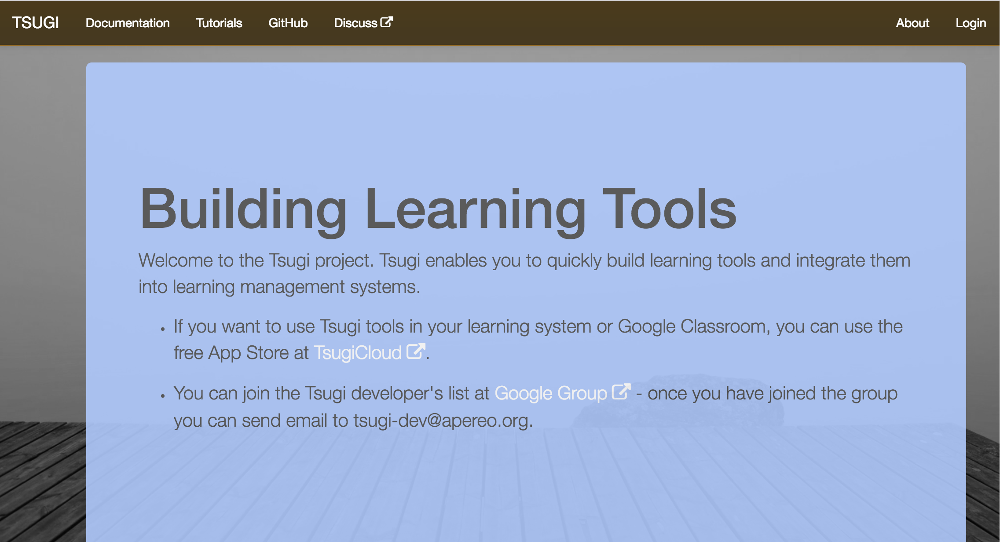 TSUGI Documentation Tutorials GitHub Discuss About Login
Building Learning Tools
Welcome to the Tsugi project. Tsugi enables you to quickly build learning tools and integrate them
into learning management systems.
• If you want to use Tsugi tools in your learning system or Google Classroom, you can use the
free App Store at TsugiCloud .
• You can join the Tsugi developer's list at Google Group - once you have joined the group
you can send email to tsugi-dev@apereo.org.